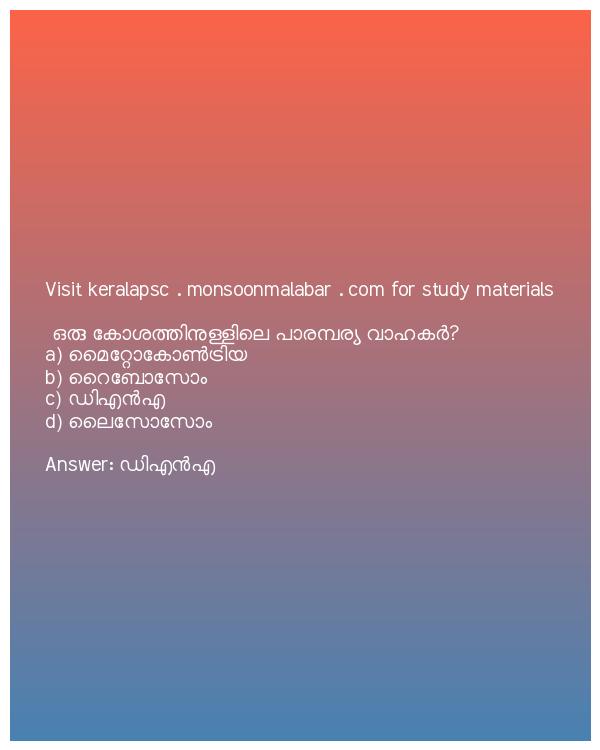 Visit keralapsc . monsoonmalabar . com for study materials
ഒരു കോശത്തിനുള്ളിലെ പാരമ്പര്യ വാഹകർ?
a) മൈറ്റോകോൺട്രിയ
b) റൈബോസോം
c) ഡിഎൻഎ
d) ലൈസോസോം
Answer: ഡിഎൻഎ